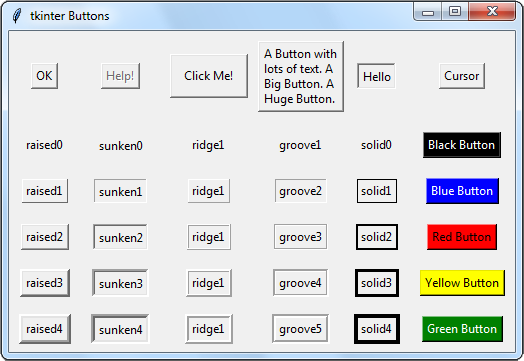 tkinter Buttons
OK
Help!
Click Me!
A Button with
lots of text. A
Big Button. A
Huge Button.
Hello
Cursor
raised0 sunken0 ridge1 groove1 solid0 Black Button
raised1 sunken1 ridge1 groove2 solid1 Blue Button
raised2 sunken2 ridge1 groove3 solid2 Red Button
raised3 sunken3 ridge1 groove4 solid3 Yellow Button
raised4 sunken4 ridge1 groove5 solid4 Green Button